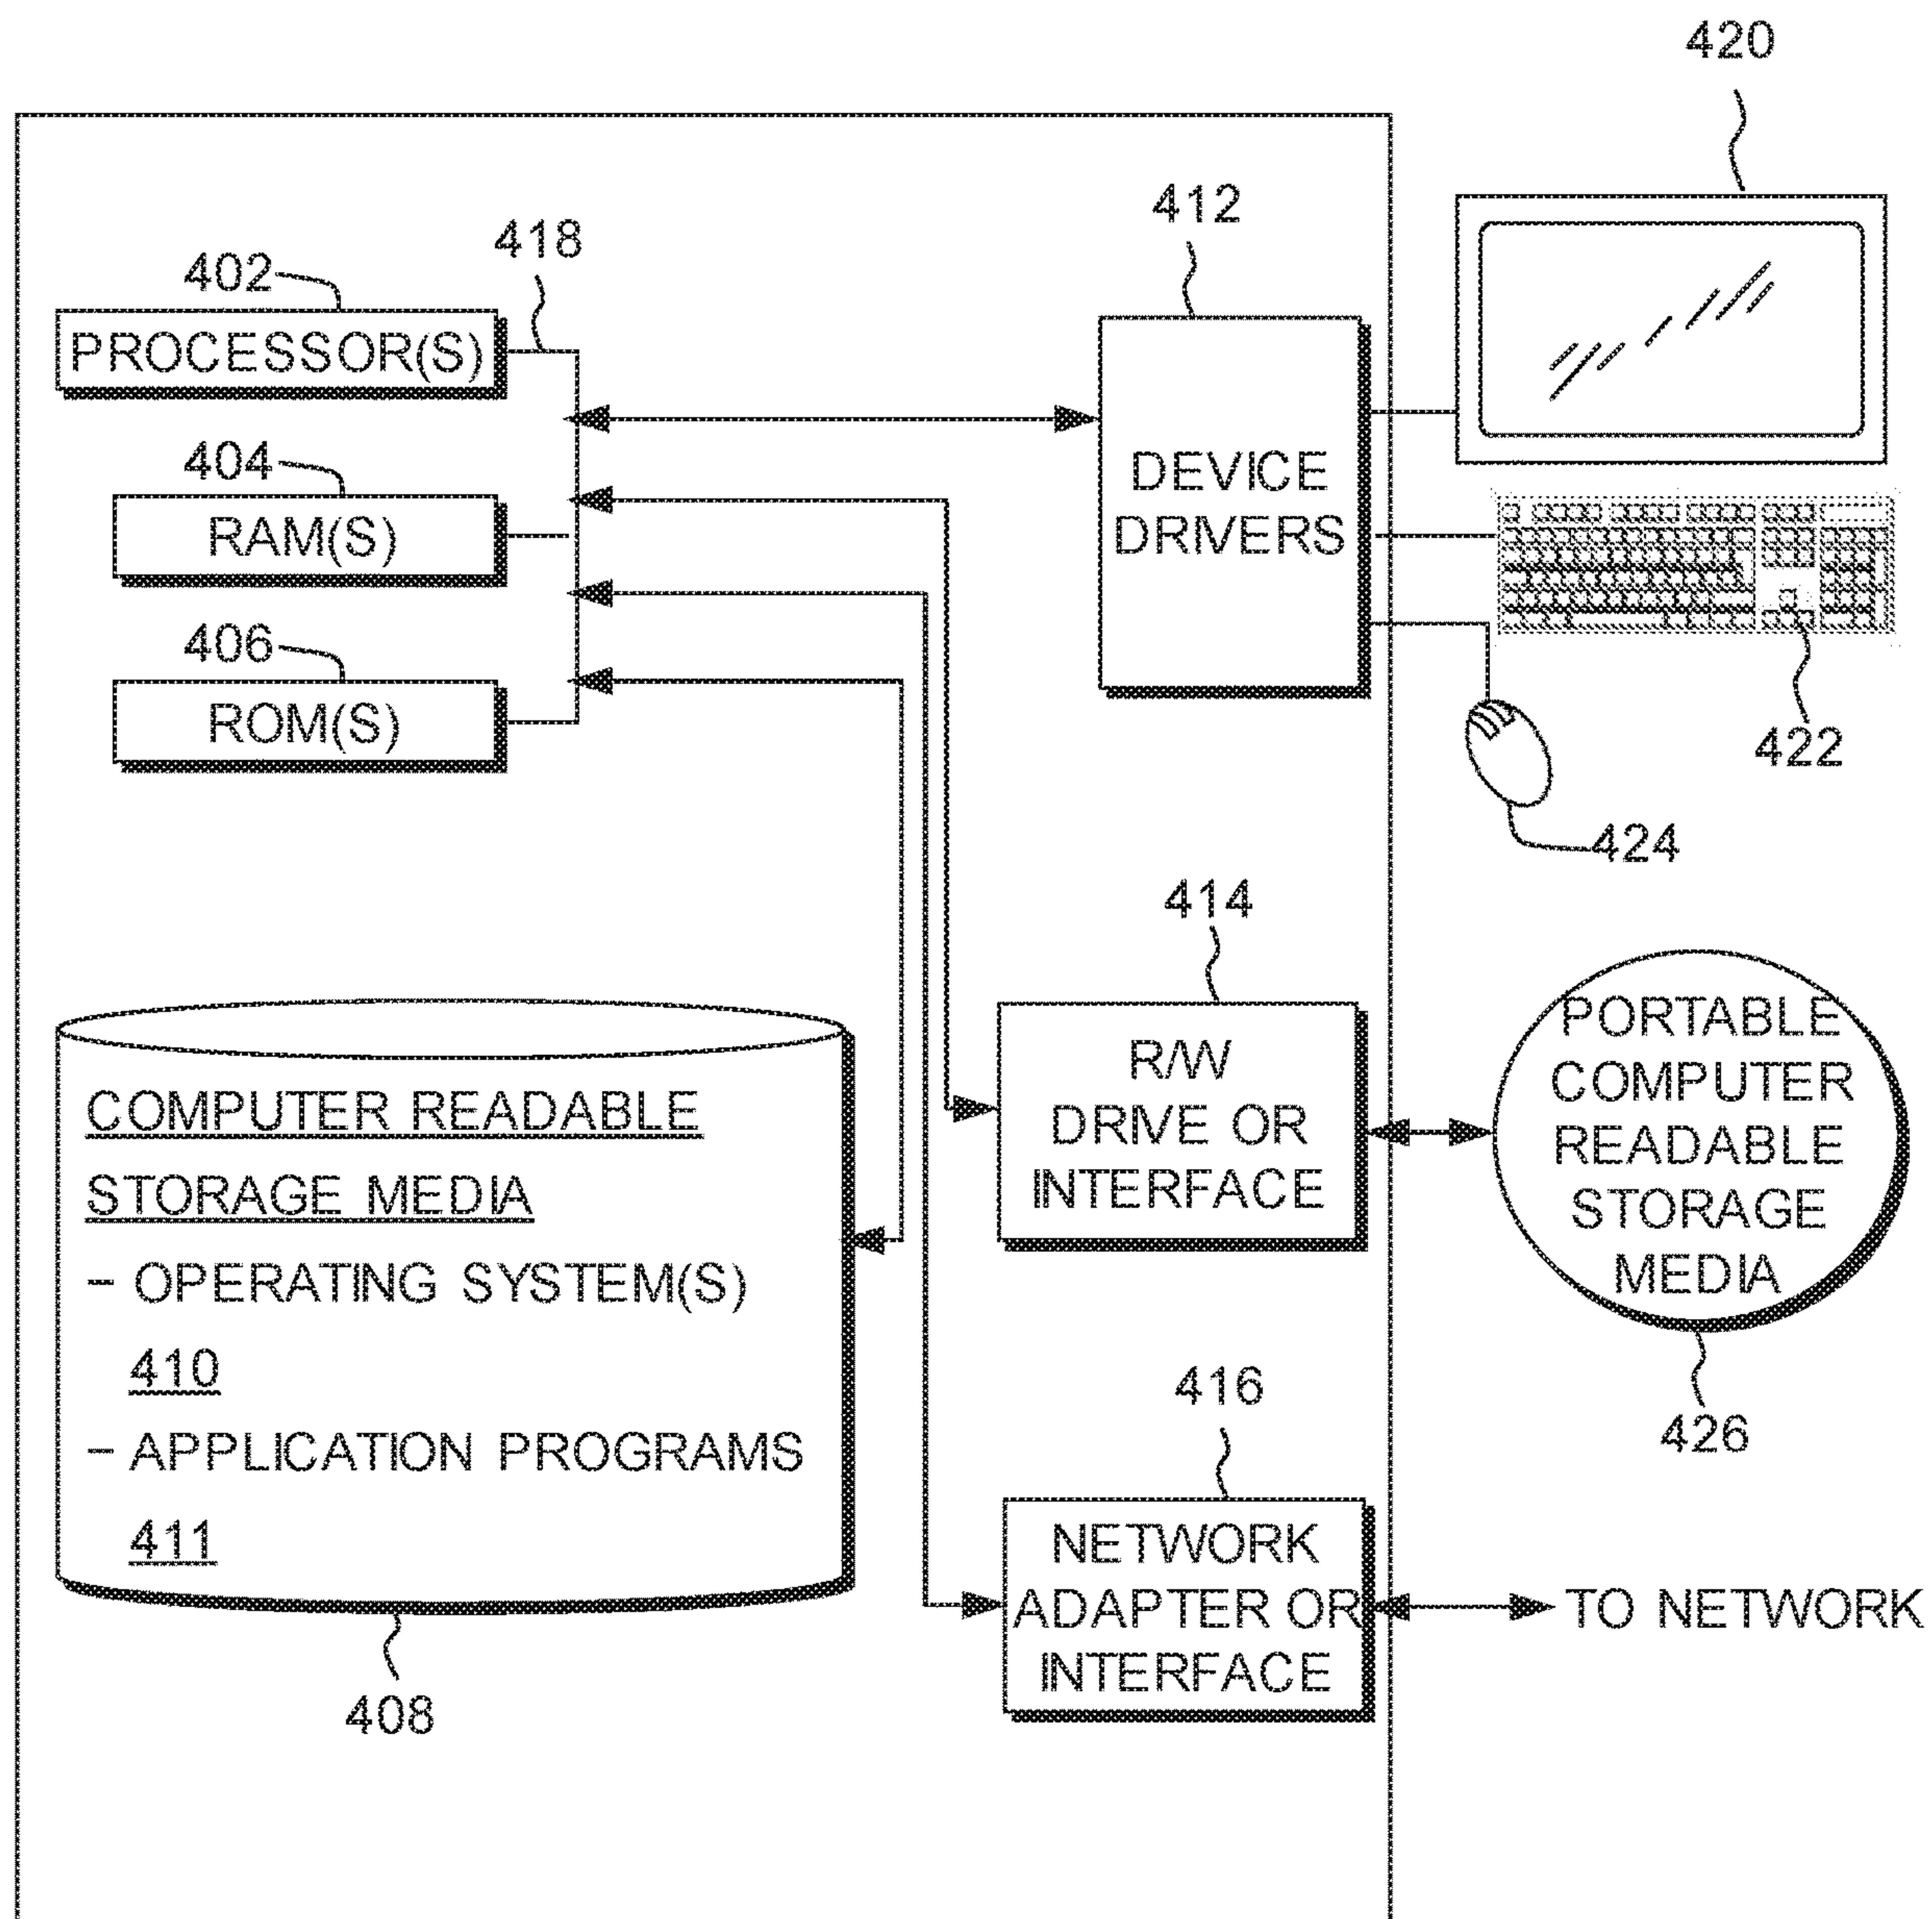 420
412
418
402
PROCESSOR(S)
404
RAM(S)
406
ROM(S)
DEVICE
DRIVERS
422
424
414
R/W
DRIVE OR
INTERFACE
PORTABLE
COMPUTER
READABLE
STORAGE
MEDIA
426
COMPUTER READABLE
STORAGE MEDIA
- OPERATING SYSTEM(S)
410
- APPLICATION PROGRAMS
411
408
416
NETWORK
ADAPTER OR
INTERFACE
TO NETWORK